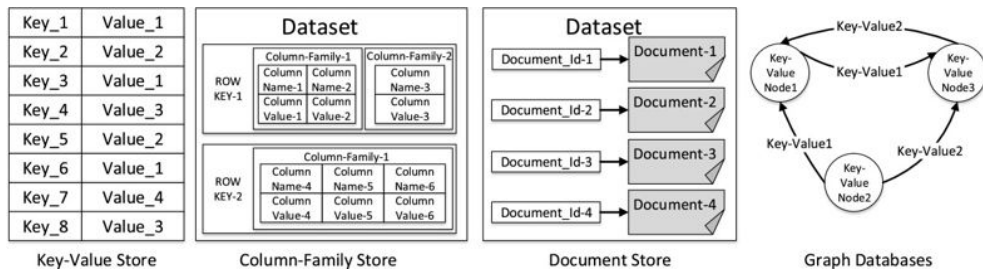 Key_1 Value_1
Key_2 Value_2
Key_3 Value_1
Key_4 Value_3
Key_5 Value_2
Key_6 Value_1
Key_7 Value_4
Key_8 Value_3
Key-Value Store
Dataset
ROW
KEY-1
Column-Family-1
Column
Name-1
Column
Name-2
Column
Value-1
Column
Value-2
Column-Family-2
Column
Name-3
Column
Value-3
ROW
KEY-2
Column-Family-1
Column
Name-4
Column
Name-5
Column
Name-6
Column
Value-4
Column
Value-5
Column
Value-6
Column-Family Store
Dataset
Document_Id-1
Document-1
Document_Id-2
Document-2
Document_Id-3
Document-3
Document_Id-4
Document-4
Document Store
Key-Value2
Key-
Value
Node1
Key-Value1
Key-
Value
Node3
Key-Value1
Key-Value2
Key-
Value
Node2
Graph Databases